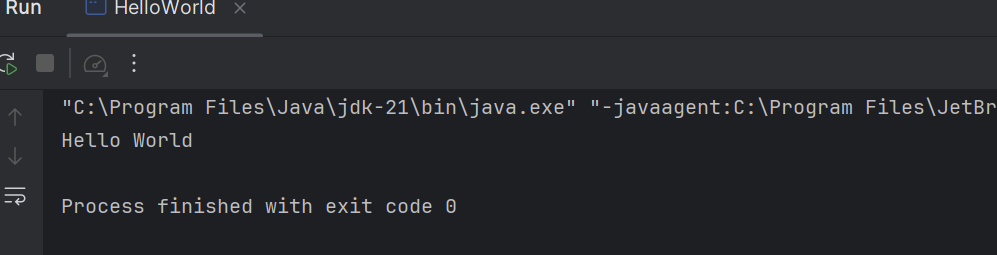 Run HelloWorld
"C:\Program Files\Java\jdk-21\bin\java.exe" "-javaagent:C:\Program Files\JetBr
Hello World
Process finished with exit code 0